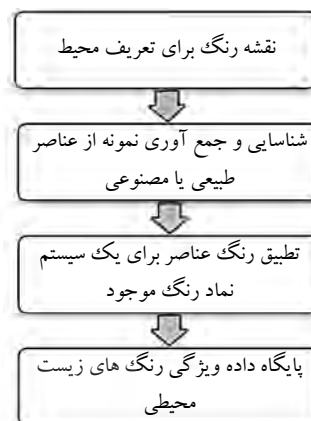 نقشه رنگ برای تعریف محیط
شناسایی و جمع آوری نمونه از عناصر
طبیعی یا مصنوعی
تطبیق رنگ عناصر برای یک سیستم
نماد رنگ موجود
پایگاه داده ویژگی رنگ های زیست
محیطی